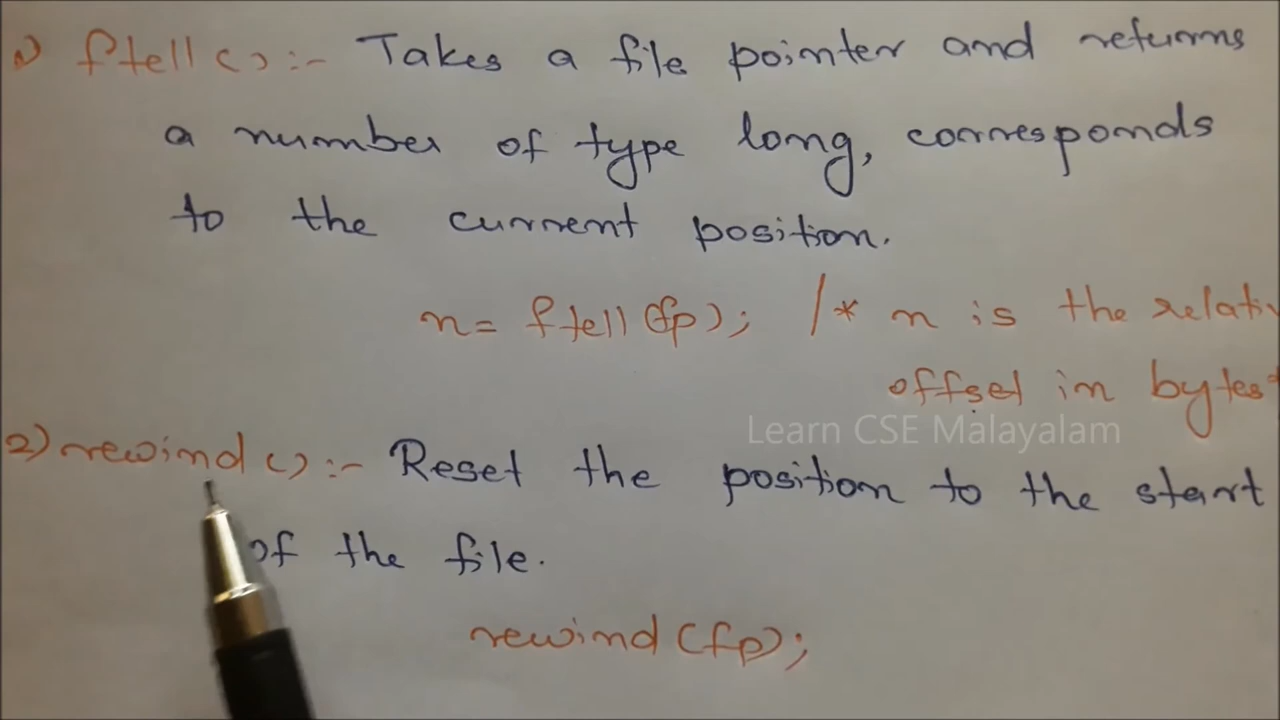 1) ftell():- Takes a file pointer and returns
a number of type long, corresponds
to the current position.
n= ftell(fp); /* n is the relati
offset in bytes*
Learn CSE Malayalam
2) rewind():- Reset the position to the start
of the file.
rewind(fp);